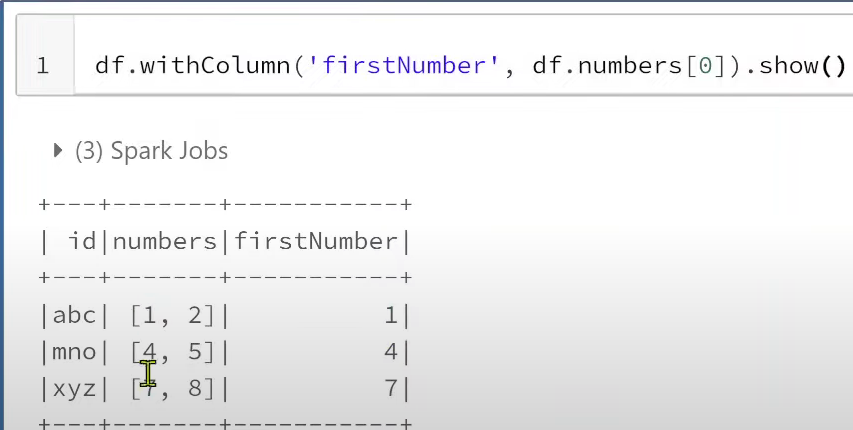 1 df.withColumn('firstNumber', df.numbers[0]).show()
(3) Spark Jobs
+---+-------+-----------+
| id|numbers|firstNumber|
+---+-------+-----------+
|abc| [1, 2]|          1|
|mno| [4, 5]|          4|
|xyz| [7, 8]|          7|
+---+-------+-----------+